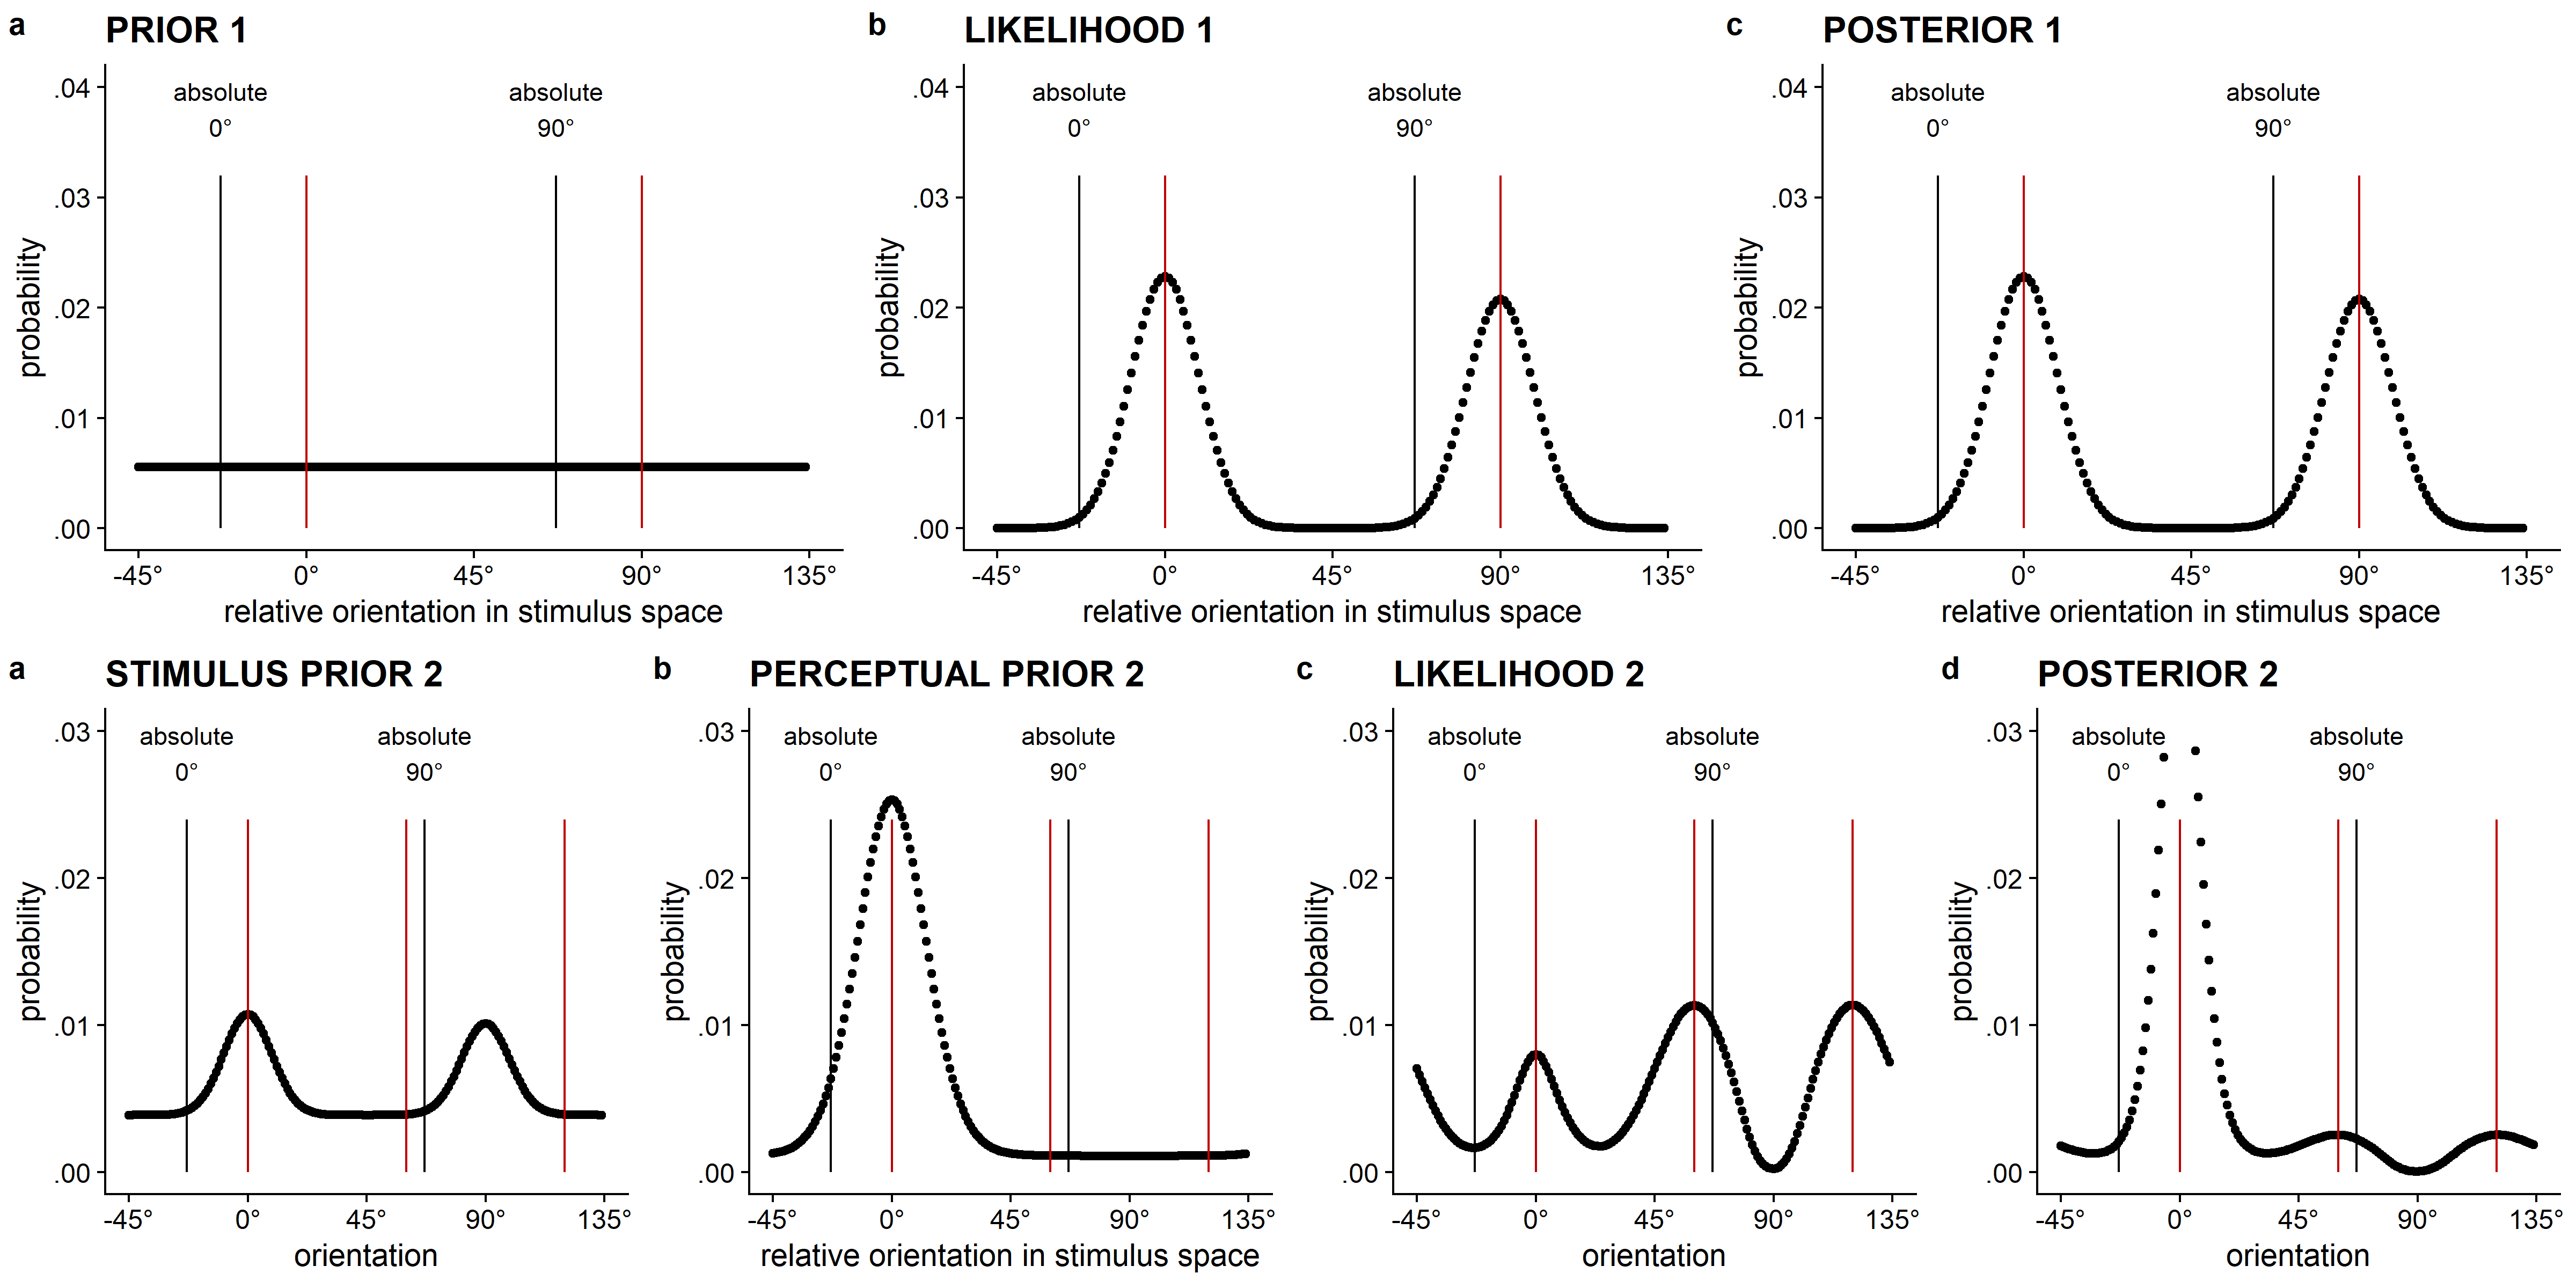 a PRIOR 1
absolute 0°
absolute 90°
.04
.03
.02
.01
.00
probability
-45° 0° 45° 90° 135°
relative orientation in stimulus space
b LIKELIHOOD 1
absolute 0°
absolute 90°
.04
.03
.02
.01
.00
probability
-45° 0° 45° 90° 135°
relative orientation in stimulus space
c POSTERIOR 1
absolute 0°
absolute 90°
.04
.03
.02
.01
.00
probability
-45° 0° 45° 90° 135°
relative orientation in stimulus space
a STIMULUS PRIOR 2
absolute 0°
absolute 90°
.03
.02
.01
.00
probability
-45° 0° 45° 90° 135°
orientation
b PERCEPTUAL PRIOR 2
absolute 0°
absolute 90°
.03
.02
.01
.00
probability
-45° 0° 45° 90° 135°
relative orientation in stimulus space
c LIKELIHOOD 2
absolute 0°
absolute 90°
.03
.02
.01
.00
probability
-45° 0° 45° 90° 135°
orientation
d POSTERIOR 2
absolute 0°
absolute 90°
.03
.02
.01
.00
probability
-45° 0° 45° 90° 135°
orientation